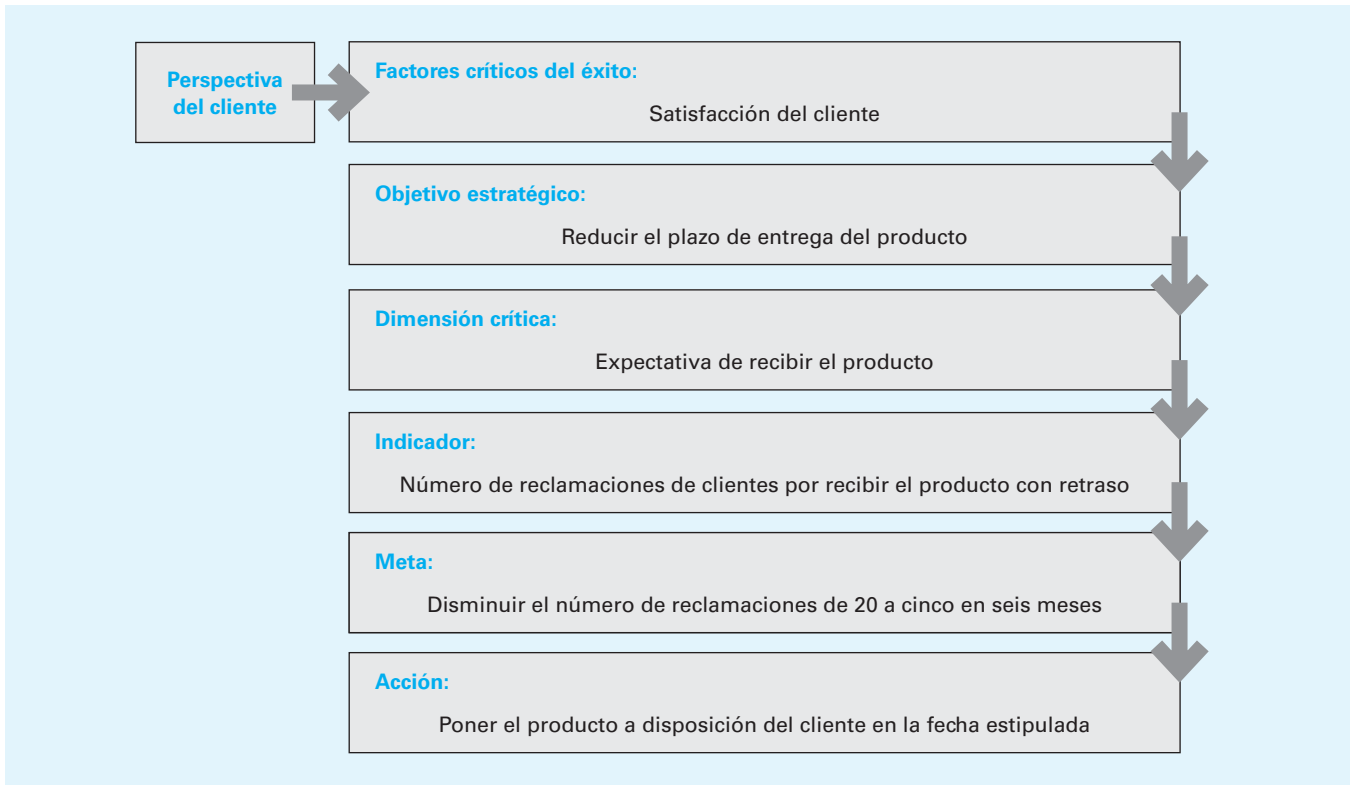 Perspectiva
del cliente
Factores críticos del éxito:
Satisfacción del cliente
Objetivo estratégico:
Reducir el plazo de entrega del producto
Dimensión crítica:
Expectativa de recibir el producto
Indicador:
Número de reclamaciones de clientes por recibir el producto con retraso
Meta:
Disminuir el número de reclamaciones de 20 a cinco en seis meses
Acción:
Poner el producto a disposición del cliente en la fecha estipulada